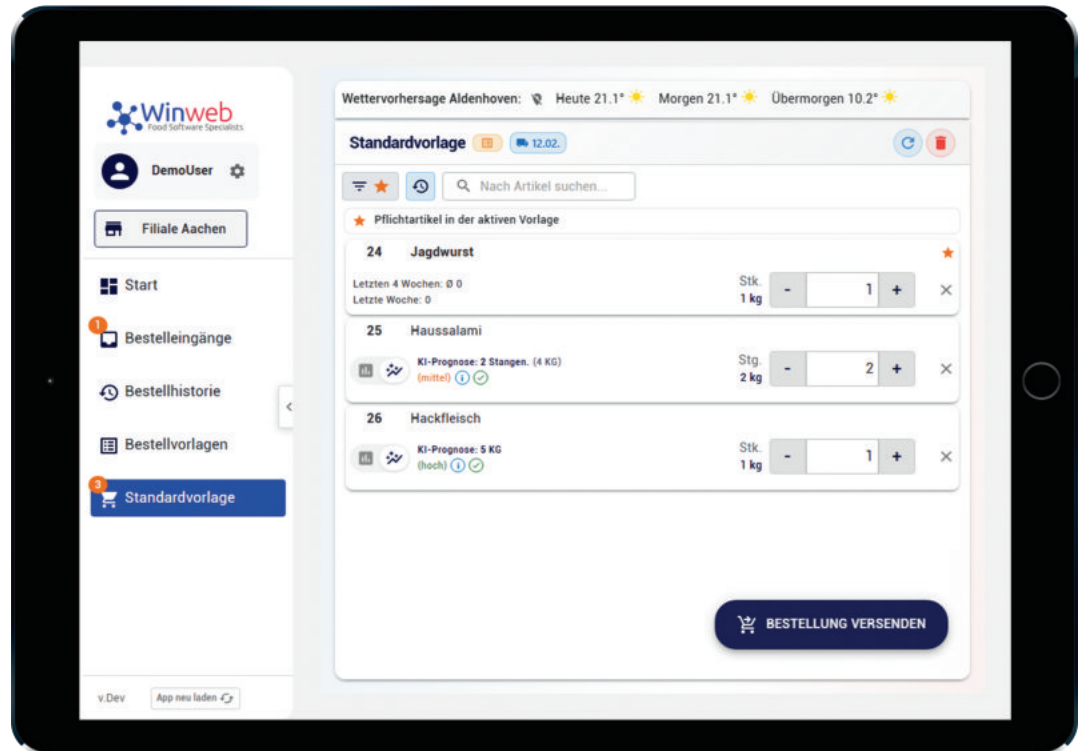 Winweb
Food Software Specialists
DemoUser
Filiale Aachen
Start
1
Bestelleingänge
Bestellhistorie
Bestellvorlagen
3
Standardvorlage
v.Dev
App neu laden
Wettervorhersage Aldenhoven: Heute 21.1° Morgen 21.1° Übermorgen 10.2°
Standardvorlage 12.02.
Nach Artikel suchen...
Pflichtartikel in der aktiven Vorlage
24 Jagdwurst
Letzten 4 Wochen: Ø 0
Letzte Woche: 0
Stk.
1 kg
- 1 +
25 Haussalami
KI-Prognose: 2 Stangen. (4 KG)
(mittel)
Stg.
2 kg
- 2 +
26 Hackfleisch
KI-Prognose: 5 KG
(hoch)
Stk.
1 kg
- 1 +
BESTELLUNG VERSENDEN